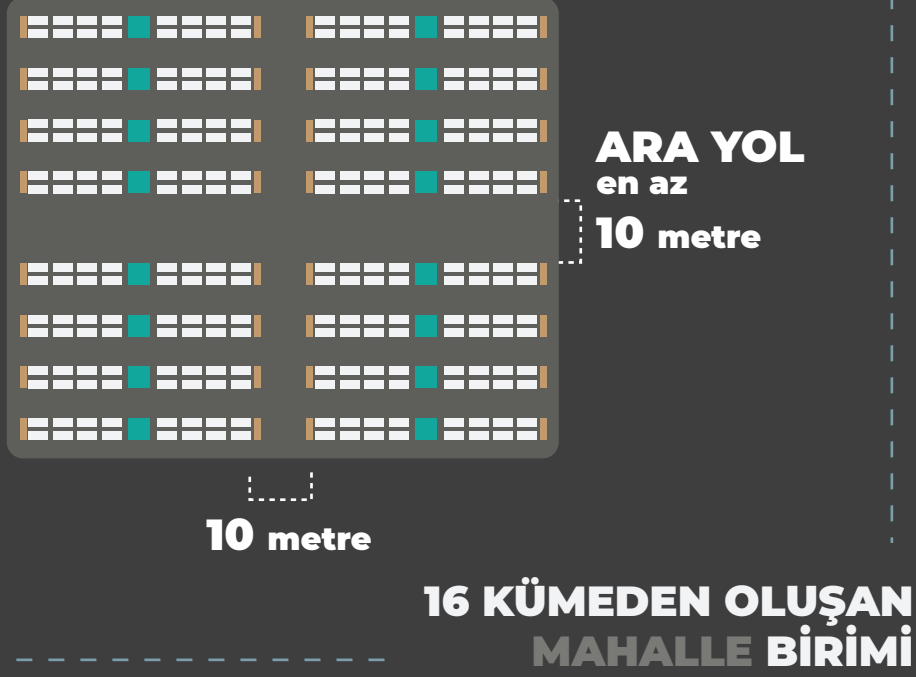 ARA YOL
en az
10 metre
10 metre
16 KÜMEDEN OLUŞAN
MAHALLE BİRİMİ